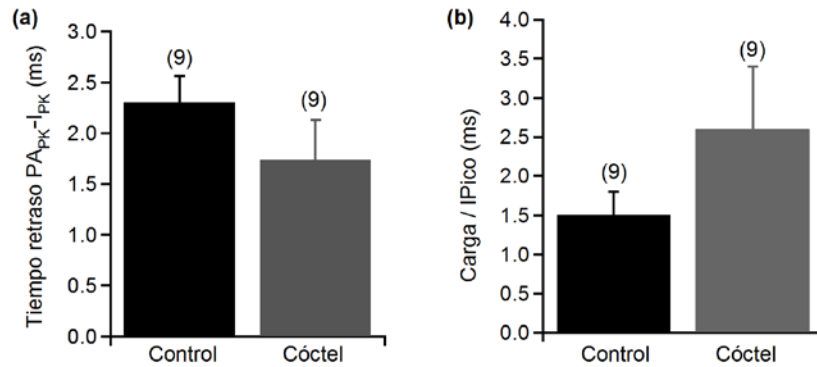 (a)
Tiempo retraso PA_PK-I_PK (ms)
3.0
2.5
2.0
1.5
1.0
0.5
0.0
(9)
(9)
Control
Cóctel
(b)
Carga / IPico (ms)
4.0
3.5
3.0
2.5
2.0
1.5
1.0
0.5
0.0
(9)
(9)
Control
Cóctel